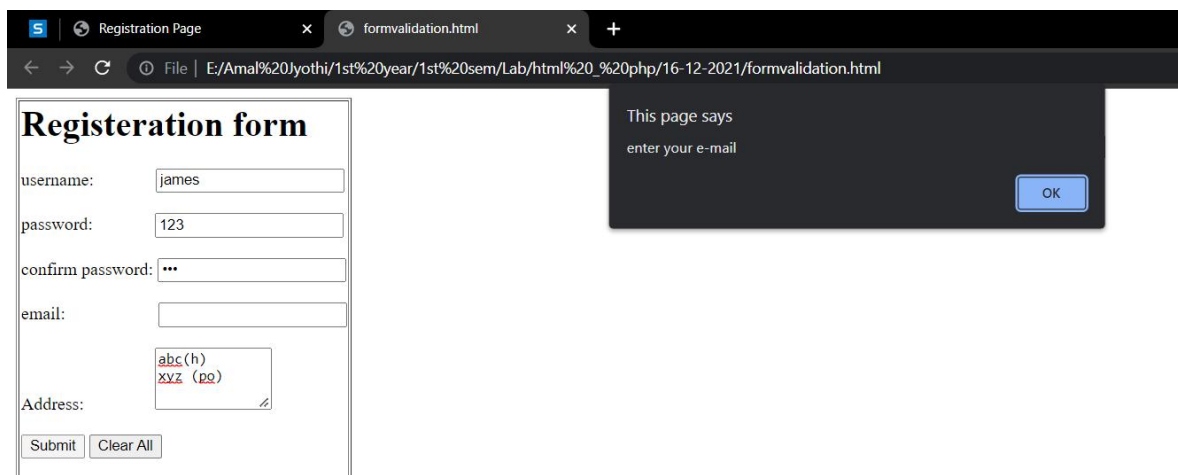 S Registration Page × formvalidation.html × +
File | E:/Amal%20Jyothi/1st%20year/1st%20sem/Lab/html%20_%20php/16-12-2021/formvalidation.html
This page says
enter your e-mail
OK
Registeration form
username: james
password: 123
confirm password: •••
email:
Address: abc(h)
xyz (po)
Submit Clear All